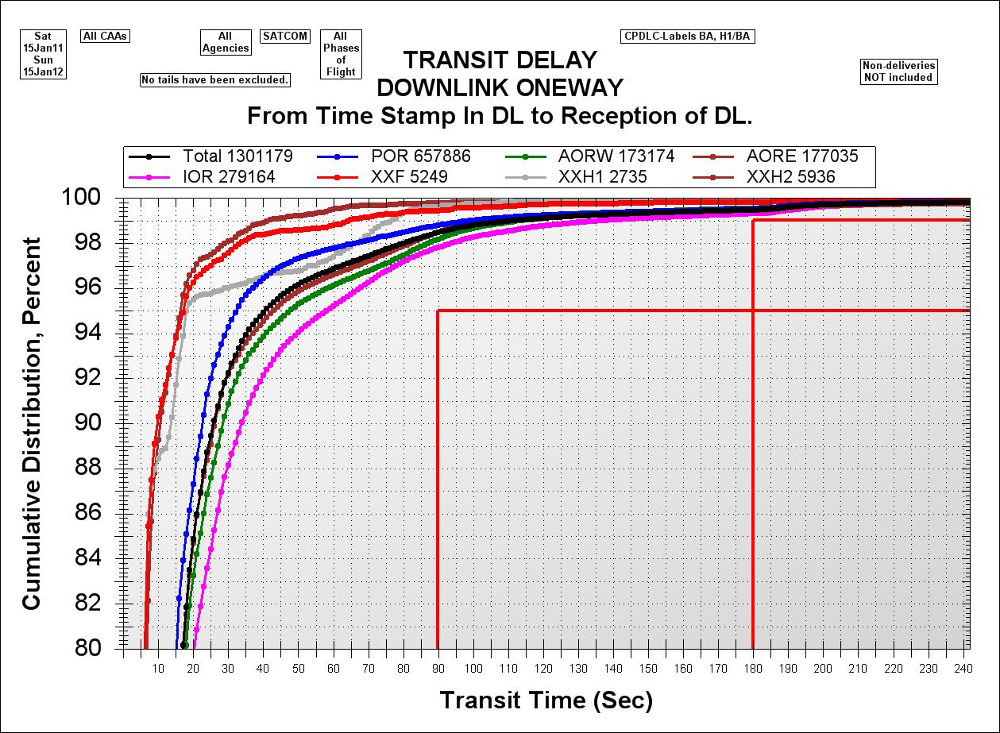 Sat
15Jan11
Sun
15Jan12
All CAAs
All
Agencies
SATCOM
All
Phases
of
Flight
CPDLC-Labels BA, H1/BA
No tails have been excluded.
Non-deliveries
NOT included
TRANSIT DELAY
DOWNLINK ONEWAY
From Time Stamp In DL to Reception of DL.
Total 1301179 POR 657886 AORW 173174 AORE 177035
IOR 279164 XXF 5249 XXH1 2735 XXH2 5936
Cumulative Distribution, Percent
100
98
96
94
92
90
88
86
84
82
80
10 20 30 40 50 60 70 80 90 100 110 120 130 140 150 160 170 180 190 200 210 220 230 240
Transit Time (Sec)